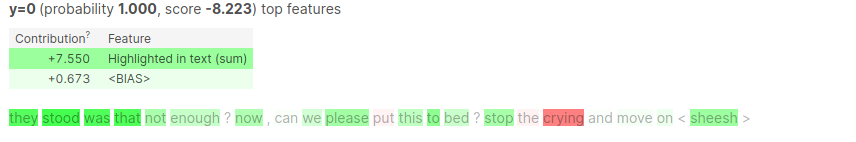 y=0 (probability 1.000, score -8.223) top features
Contribution? Feature
+7.550 Highlighted in text (sum)
+0.673 <BIAS>
they stood was that not enough ? now , can we please put this to bed ? stop the crying and move on < sheesh >